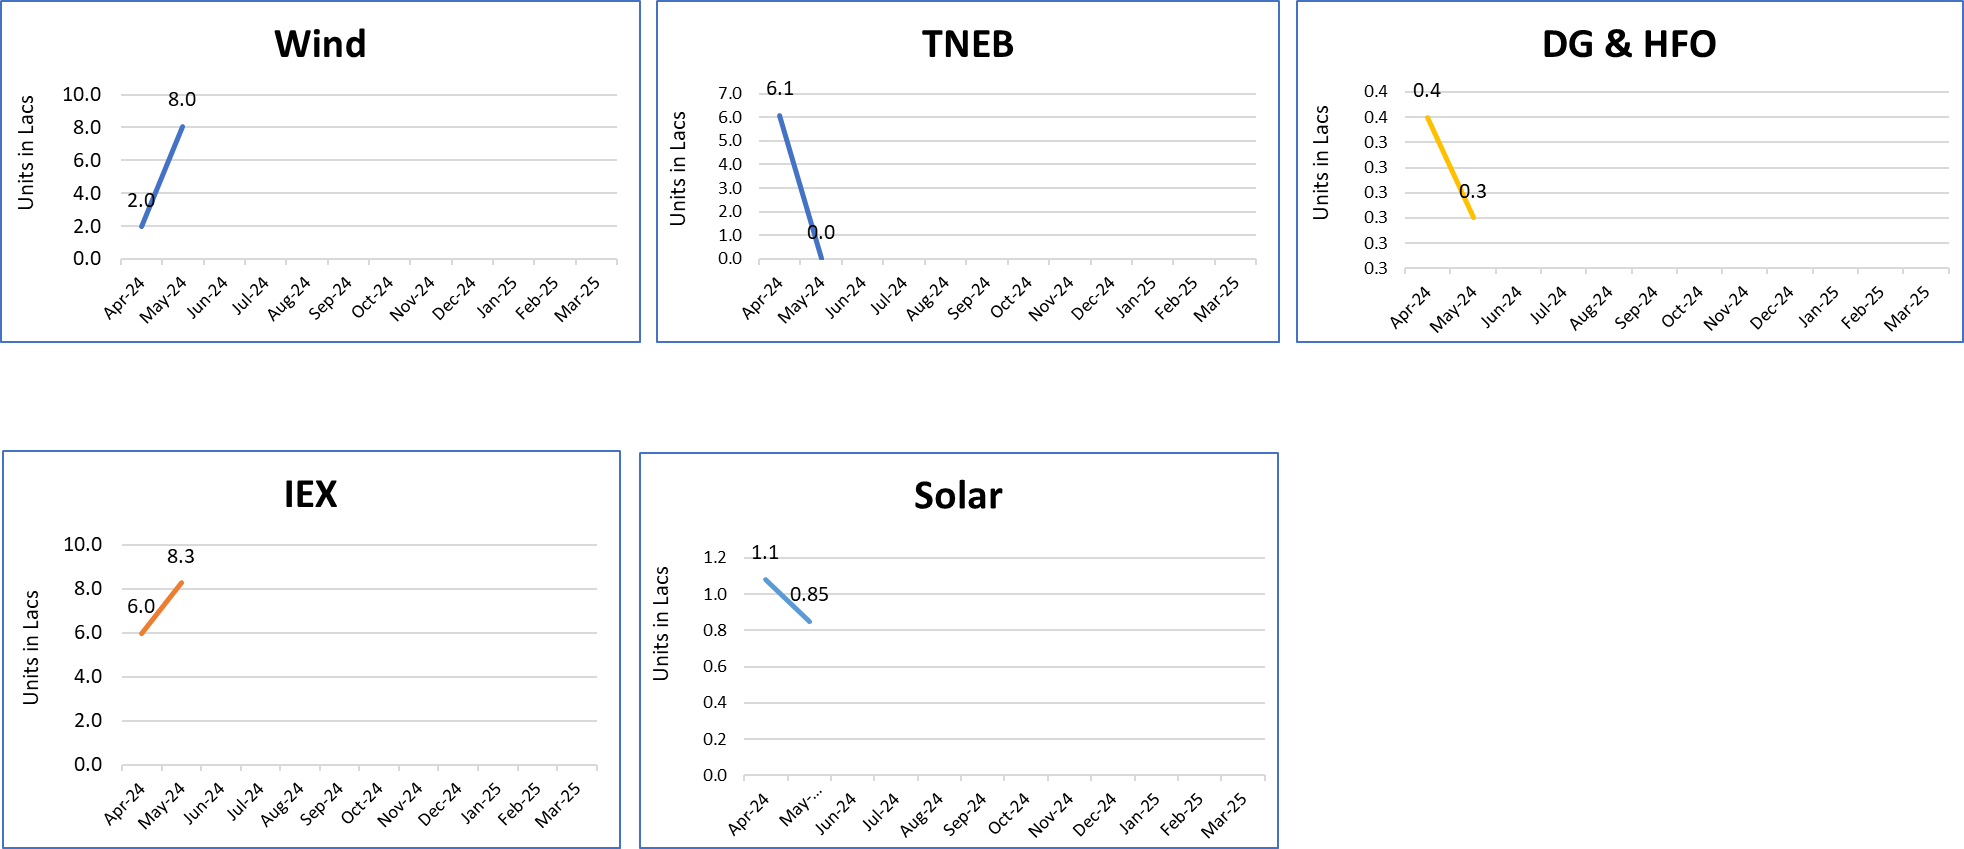 Wind
Units in Lacs
10.0
8.0
6.0
4.0
2.0
0.0
2.0
8.0
Apr-24
May-24
Jun-24
Jul-24
Aug-24
Sep-24
Oct-24
Nov-24
Dec-24
Jan-25
Feb-25
Mar-25
TNEB
Units in Lacs
7.0
6.0
5.0
4.0
3.0
2.0
1.0
0.0
6.1
0.0
Apr-24
May-24
Jun-24
Jul-24
Aug-24
Sep-24
Oct-24
Nov-24
Dec-24
Jan-25
Feb-25
Mar-25
DG & HFO
Units in Lacs
0.4
0.4
0.3
0.3
0.3
0.3
0.3
0.3
0.4
0.3
Apr-24
May-24
Jun-24
Jul-24
Aug-24
Sep-24
Oct-24
Nov-24
Dec-24
Jan-25
Feb-25
Mar-25
IEX
Units in Lacs
10.0
8.0
6.0
4.0
2.0
0.0
6.0
8.3
Apr-24
May-24
Jun-24
Jul-24
Aug-24
Sep-24
Oct-24
Nov-24
Dec-24
Jan-25
Feb-25
Mar-25
Solar
Units in Lacs
1.2
1.0
0.8
0.6
0.4
0.2
0.0
1.1
0.85
Apr-24
May-...
Jun-24
Jul-24
Aug-24
Sep-24
Oct-24
Nov-24
Dec-24
Jan-25
Feb-25
Mar-25